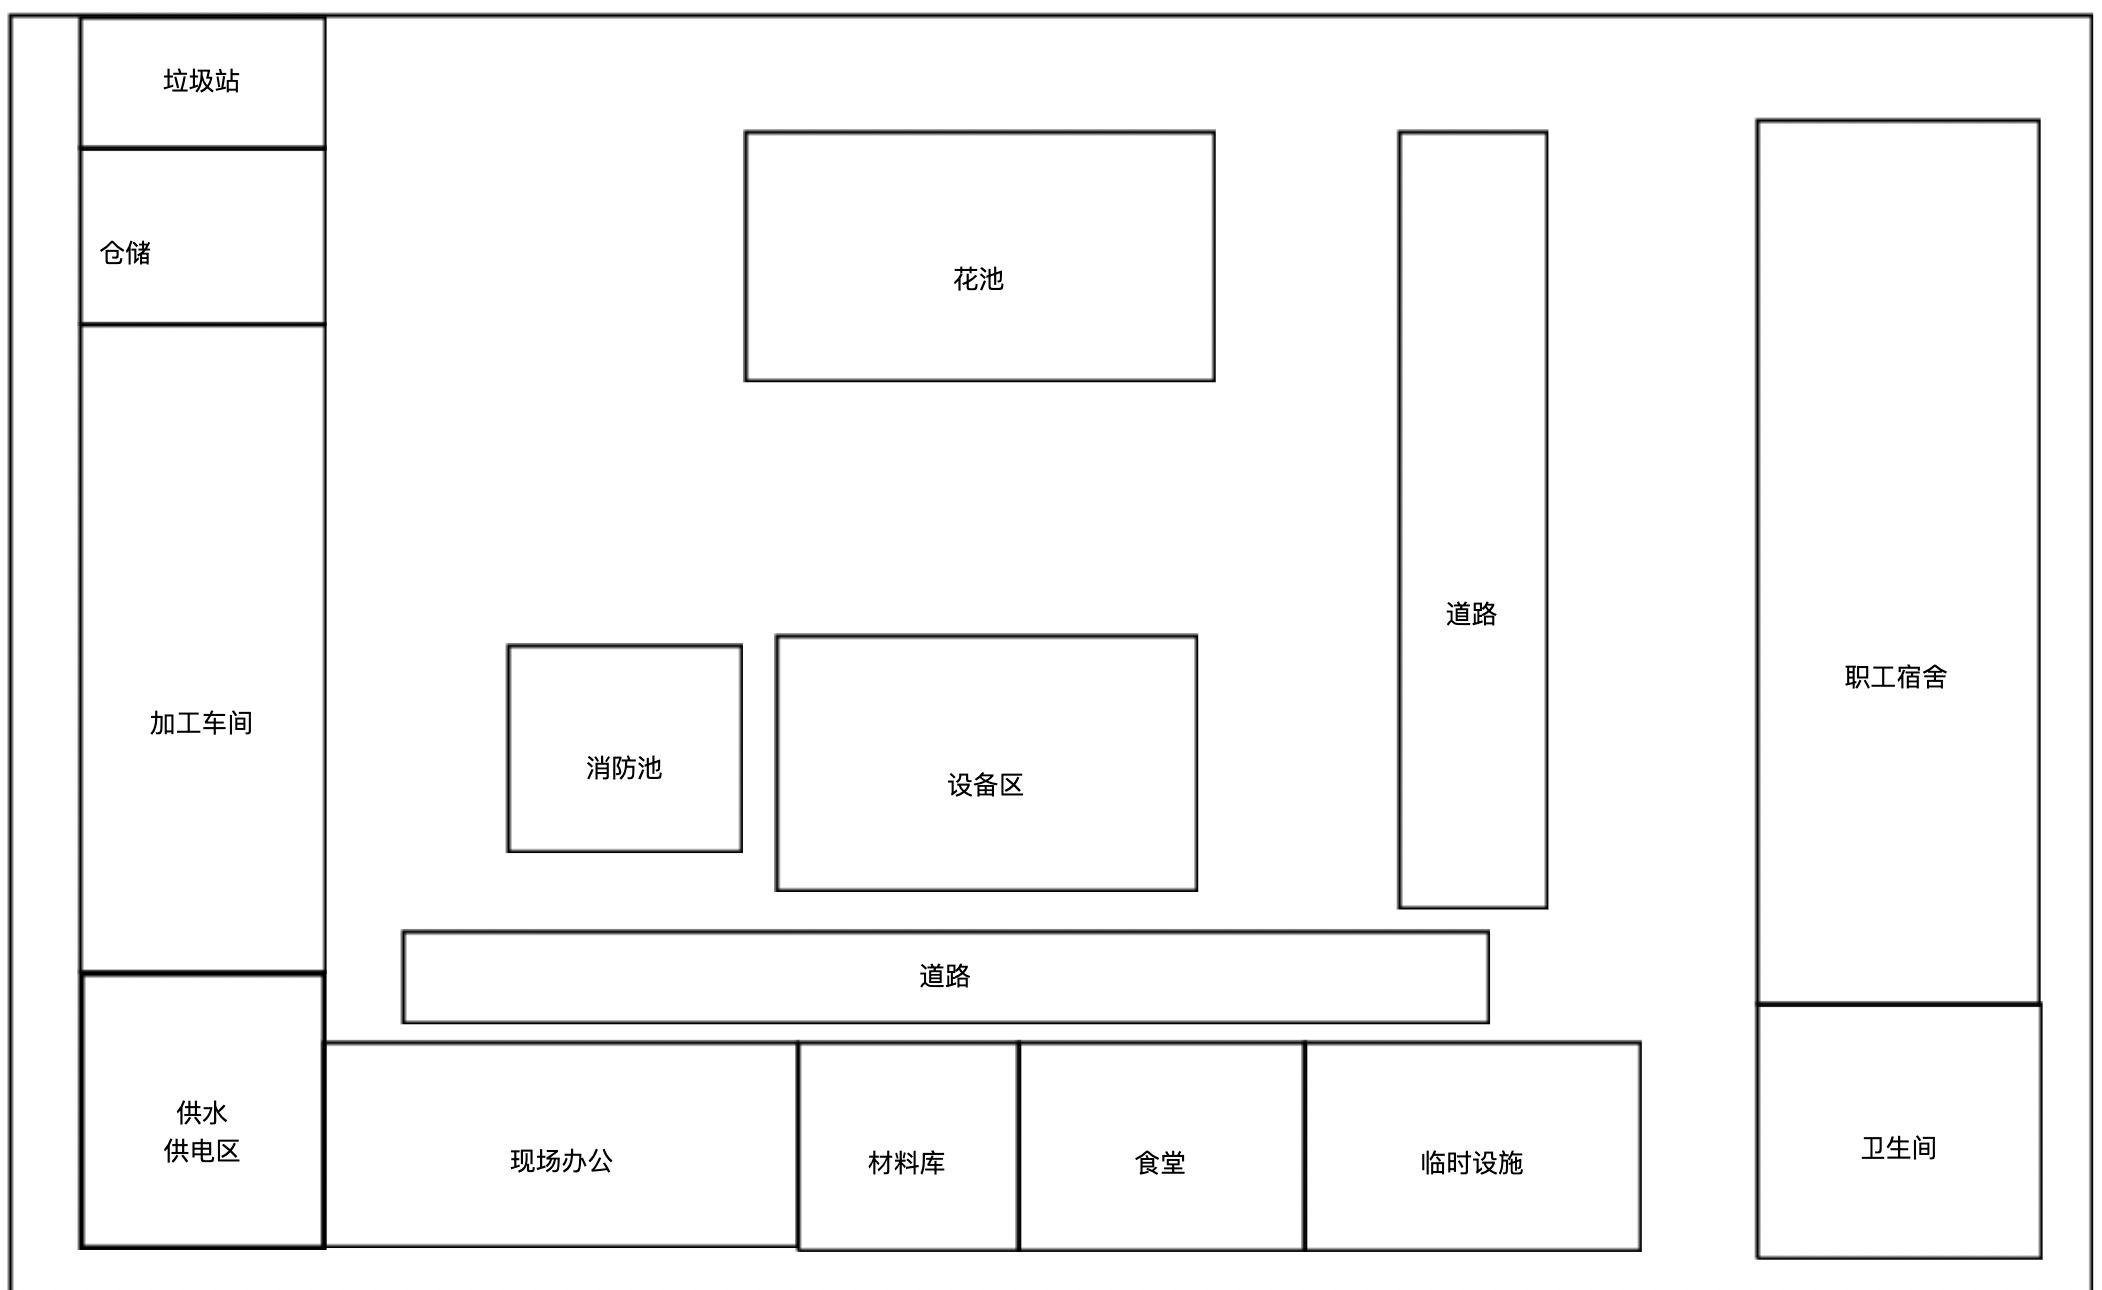 垃圾站
仓储
花池
道路
职工宿舍
加工车间
消防池
设备区
道路
供水
供电区
现场办公
材料库
食堂
临时设施
卫生间